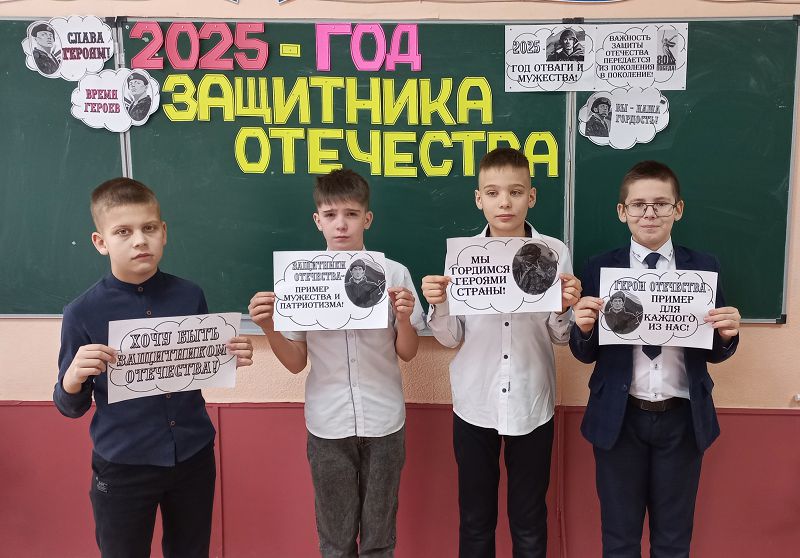 СЛАВА
ГЕРОЯМ!
ВРЕМЯ
ГЕРОЕВ
2025 - ГОД
ЗАЩИТНИКА
ОТЕЧЕСТВА
2025
ГОД ОТВАГИ И
МУЖЕСТВА!
ВАЖНОСТЬ
ЗАЩИТЫ
ОТЕЧЕСТВА
ПЕРЕДАЕТСЯ
ИЗ ПОКОЛЕНИЯ
В ПОКОЛЕНИЕ!
ВЫ - НАША
ГОРДОСТЬ!
ХОЧУ БЫТЬ
ЗАЩИТНИКОМ
ОТЕЧЕСТВА!
ЗАЩИТНИКИ
ОТЕЧЕСТВА-
ПРИМЕР
МУЖЕСТВА И
ПАТРИОТИЗМА!
МЫ
ГОРДИМСЯ
ГЕРОЯМИ
СТРАНЫ!
ГЕРОИ ОТЕЧЕСТВА
ПРИМЕР
ДЛЯ
КАЖДОГО
ИЗ НАС!